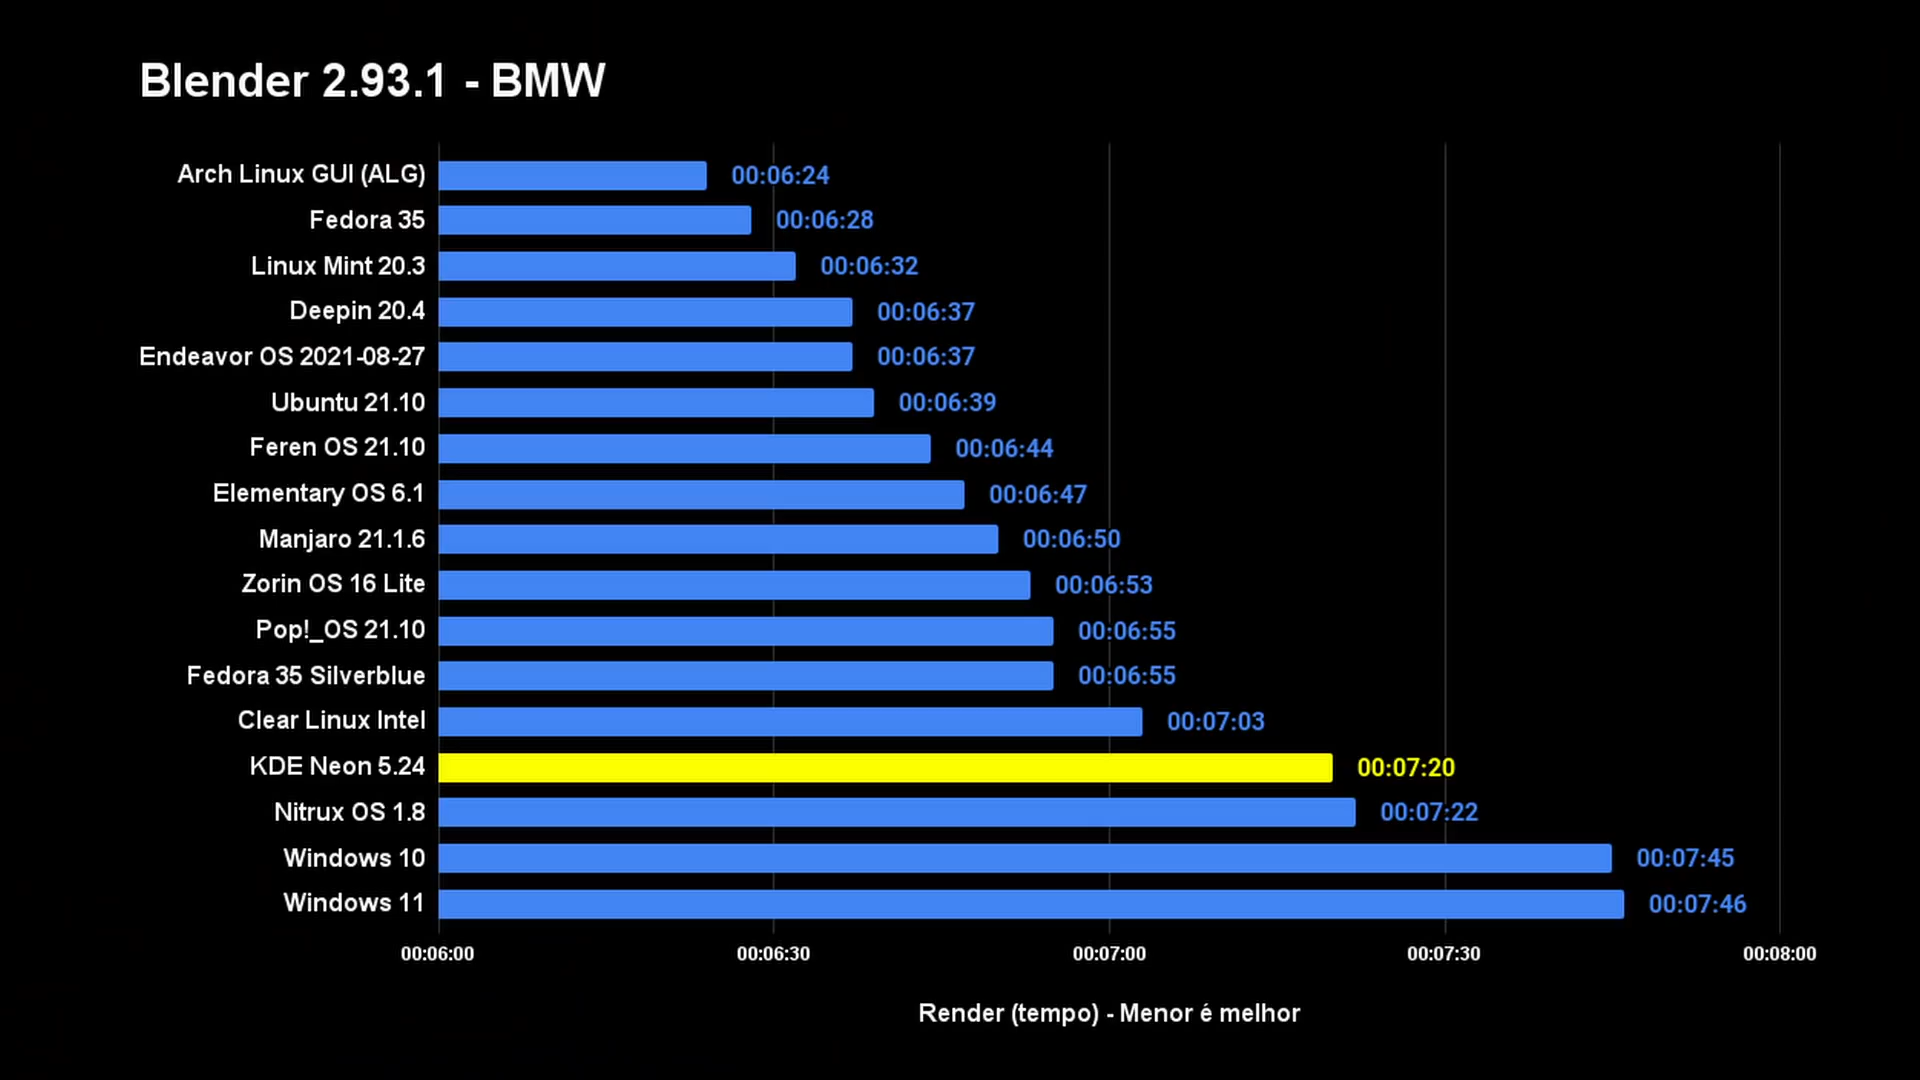 Blender 2.93.1 - BMW
Arch Linux GUI (ALG) 00:06:24
Fedora 35 00:06:28
Linux Mint 20.3 00:06:32
Deepin 20.4 00:06:37
Endeavor OS 2021-08-27 00:06:37
Ubuntu 21.10 00:06:39
Feren OS 21.10 00:06:44
Elementary OS 6.1 00:06:47
Manjaro 21.1.6 00:06:50
Zorin OS 16 Lite 00:06:53
Pop!_OS 21.10 00:06:55
Fedora 35 Silverblue 00:06:55
Clear Linux Intel 00:07:03
KDE Neon 5.24 00:07:20
Nitrux OS 1.8 00:07:22
Windows 10 00:07:45
Windows 11 00:07:46
00:06:00 00:06:30 00:07:00 00:07:30 00:08:00
Render (tempo) - Menor é melhor